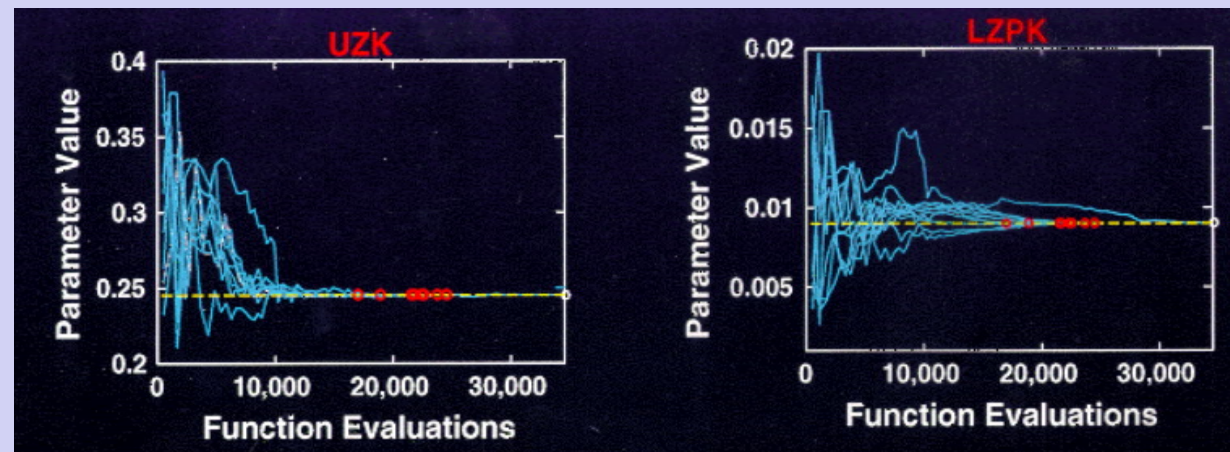 UZK
0.4
0.35
0.3
0.25
0.2
Parameter Value
0
10,000
20,000
30,000
Function Evaluations
LZPK
0.02
0.015
0.01
0.005
Parameter Value
0
10,000
20,000
30,000
Function Evaluations